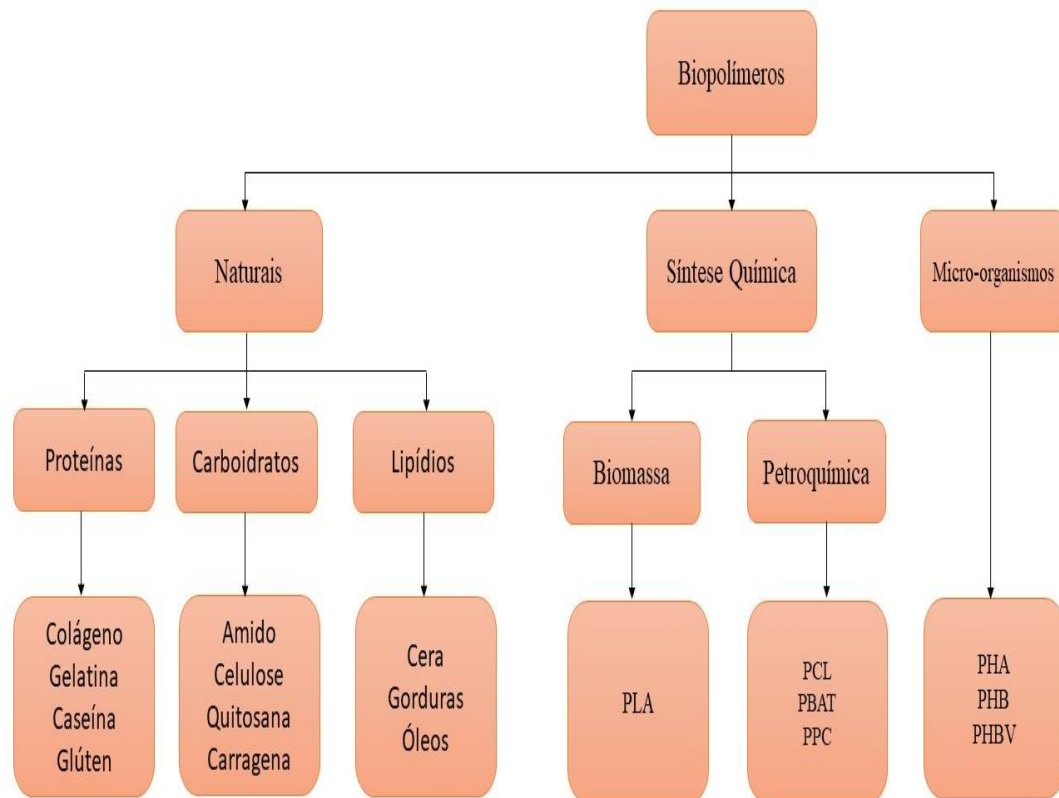 Biopolímeros
Naturais
Síntese Química
Micro-organismos
Proteínas
Carboidratos
Lipídios
Biomassa
Petroquímica
Colágeno
Gelatina
Caseína
Glúten
Amido
Celulose
Quitosana
Carragena
Cera
Gorduras
Óleos
PLA
PCL
PBAT
PPC
PHA
PHB
PHBV